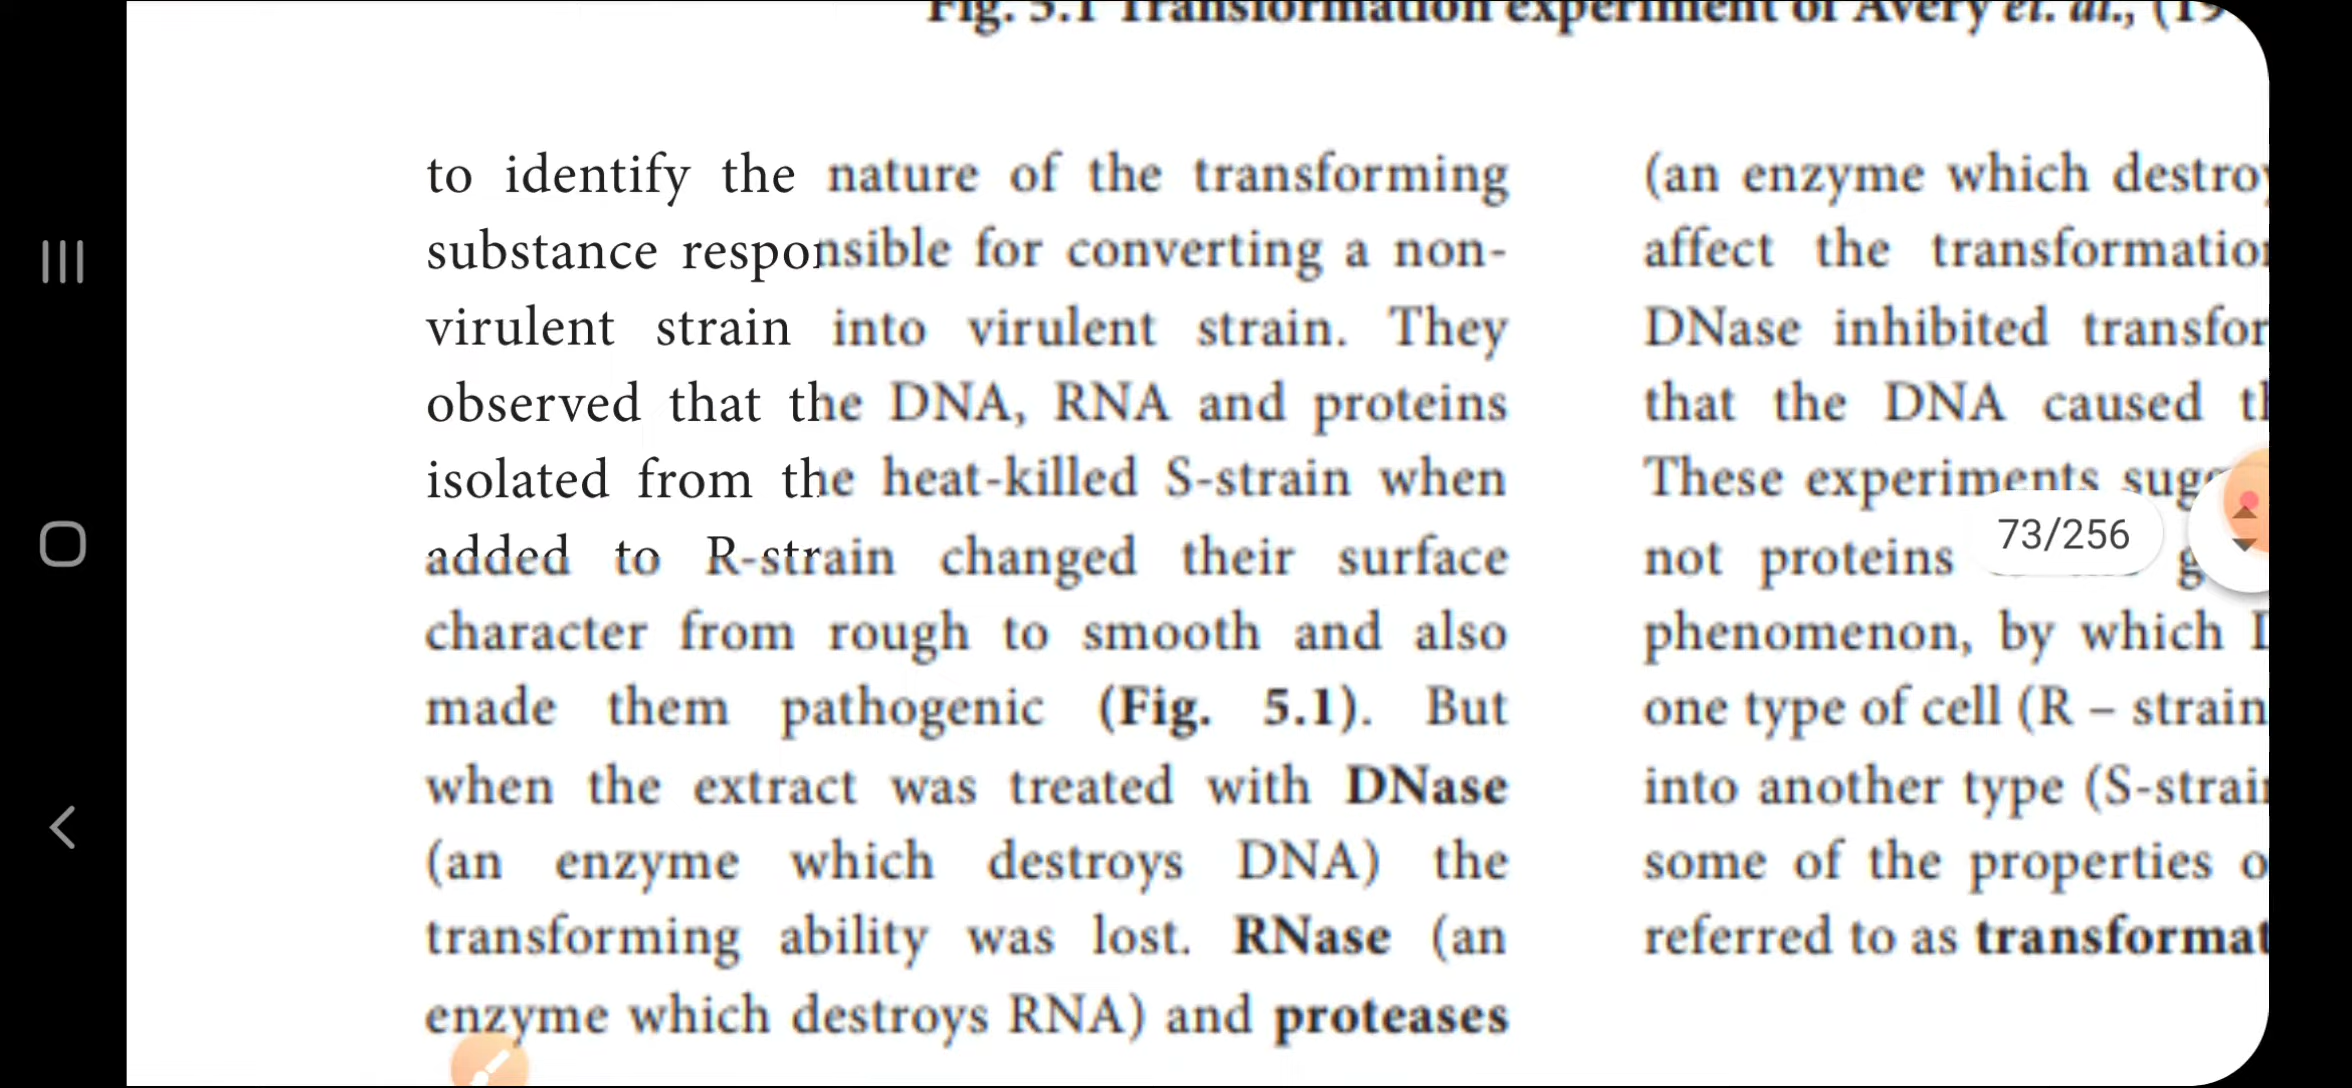 Fig. 5.1 Transformation experiment of Avery et. al., (19
to identify the nature of the transforming
substance responsible for converting a non-
virulent strain into virulent strain. They
observed that the DNA, RNA and proteins
isolated from the heat-killed S-strain when
added to R-strain changed their surface
character from rough to smooth and also
made them pathogenic (Fig. 5.1). But
when the extract was treated with DNase
(an enzyme which destroys DNA) the
transforming ability was lost. RNase (an
enzyme which destroys RNA) and proteases
(an enzyme which destroy
affect the transformation
DNase inhibited transfor
that the DNA caused
These experiments
not proteins
phenomenon, by which
one type of cell (R – strain
into another type (S-strain
some of the properties
referred to as transformat
73/256